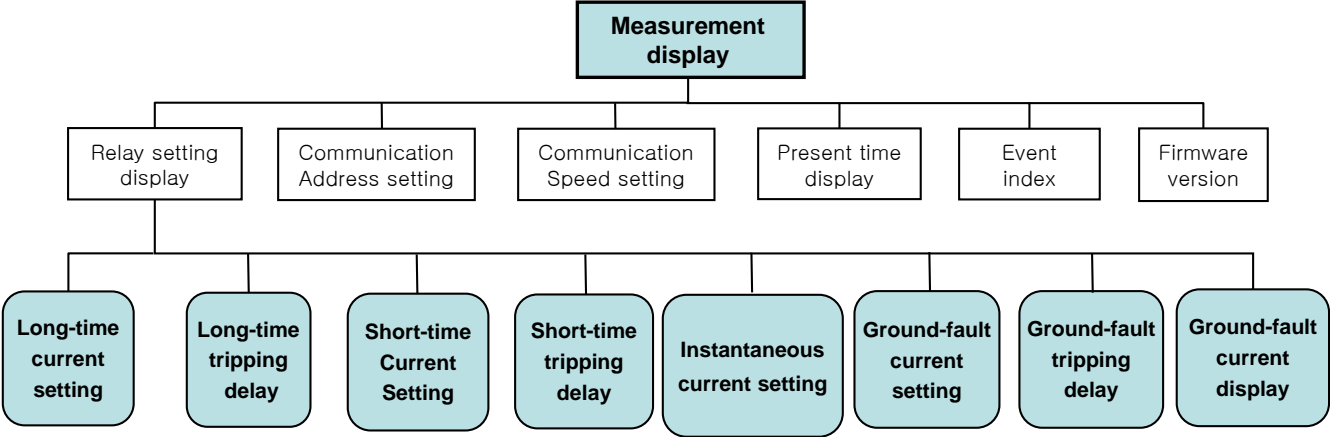 Measurement
display
Relay setting
display
Communication
Address setting
Communication
Speed setting
Present time
display
Event
index
Firmware
version
Long-time
current
setting
Long-time
tripping
delay
Short-time
Current
Setting
Short-time
tripping
delay
Instantaneous
current setting
Ground-fault
current
setting
Ground-fault
tripping
delay
Ground-fault
current
display